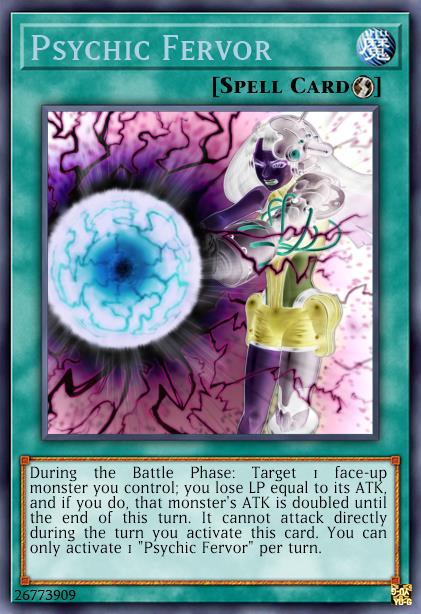 Psychic Fervor
[Spell Card]
During the Battle Phase: Target 1 face-up
monster you control; you lose LP equal to its ATK,
and if you do, that monster's ATK is doubled until
the end of this turn. It cannot attack directly
during the turn you activate this card. You can
only activate 1 "Psychic Fervor" per turn.
26773909